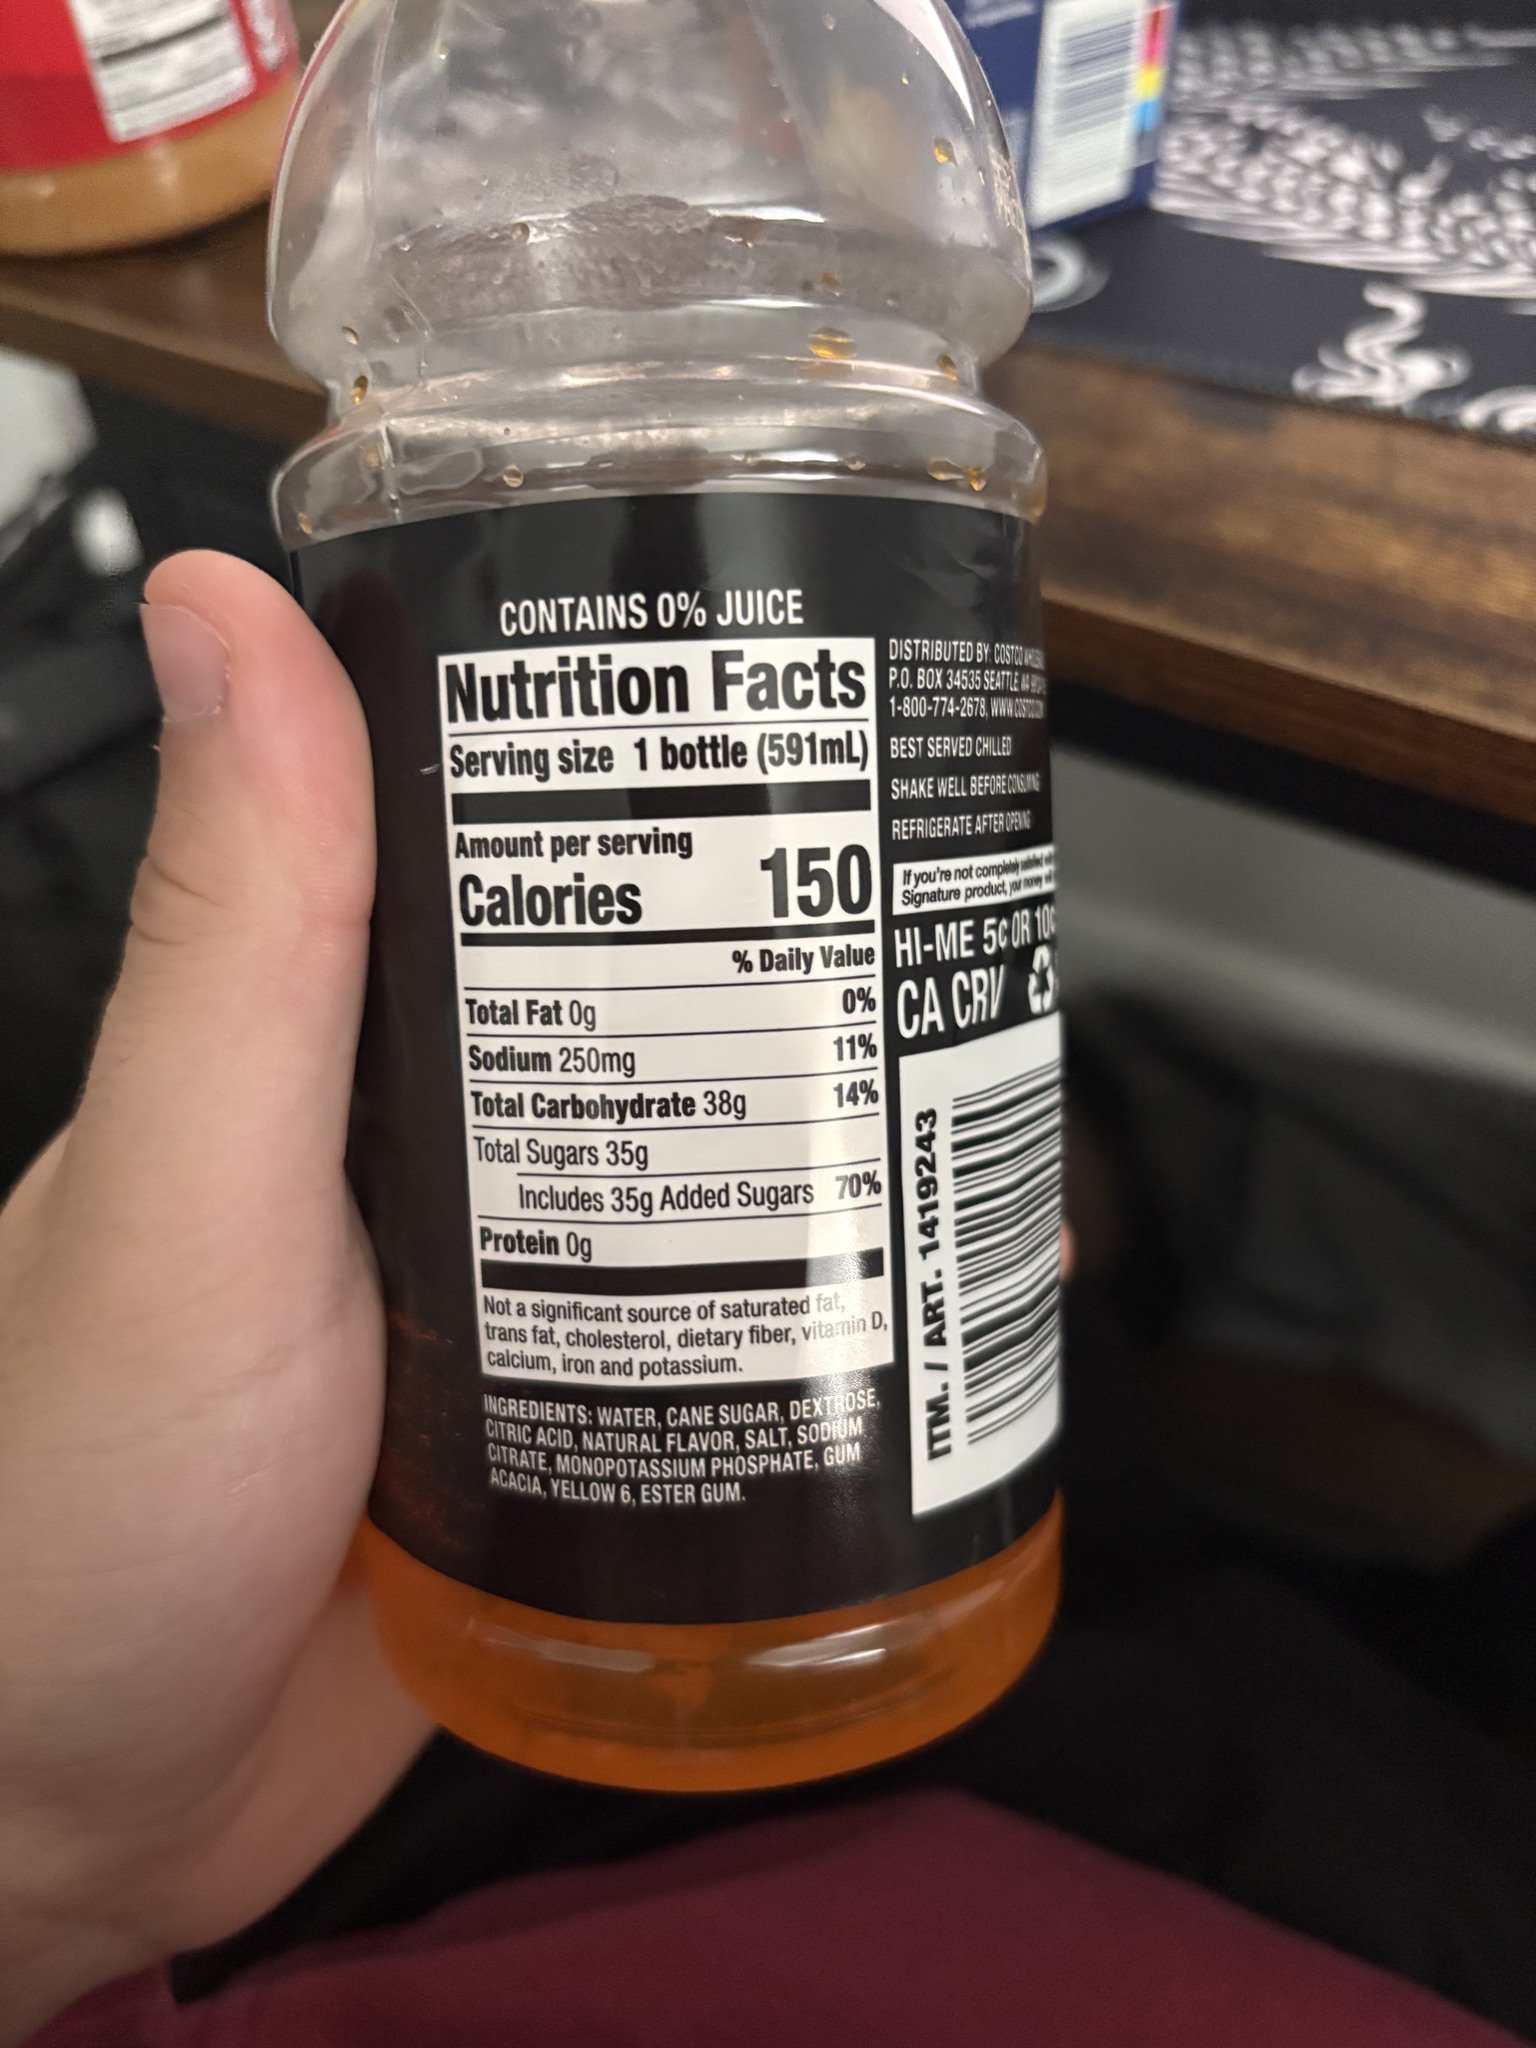 CONTAINS 0% JUICE
Nutrition Facts
Serving size 1 bottle (591mL)
Amount per serving
Calories 150
% Daily Value
Total Fat 0g 0%
Sodium 250mg 11%
Total Carbohydrate 38g 14%
Total Sugars 35g
Includes 35g Added Sugars 70%
Protein 0g
Not a significant source of saturated fat,
trans fat, cholesterol, dietary fiber, vitamin D,
calcium, iron and potassium.
INGREDIENTS: WATER, CANE SUGAR, DEXTROSE,
CITRIC ACID, NATURAL FLAVOR, SALT, SODIUM
CITRATE, MONOPOTASSIUM PHOSPHATE, GUM
ACACIA, YELLOW 6, ESTER GUM.
DISTRIBUTED BY: COSTCO
P.O. BOX 34535 SEATTLE,
1-800-774-2678,
BEST SERVED CHILLED
SHAKE WELL BEFORE CONSUMING
REFRIGERATE AFTER OPENING
If you're not completely satisfied
Signature product, your money
HI-ME 5¢ OR 10¢
CA CRV
ITM. / ART. 1419243